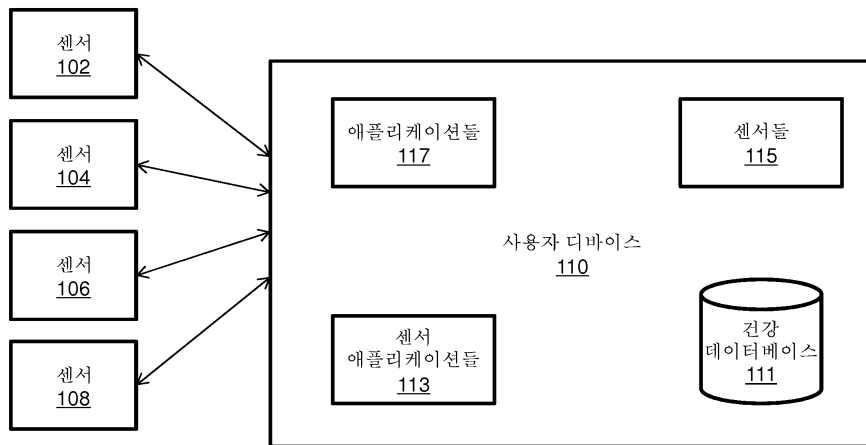 센서
102
센서
104
센서
106
센서
108
애플리케이션들
117
센서들
115
사용자 디바이스
110
센서
애플리케이션들
113
건강
데이터베이스
111